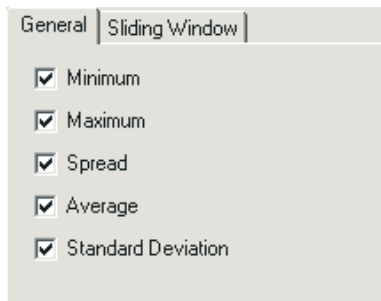 General Sliding Window
Minimum
Maximum
Spread
Average
Standard Deviation